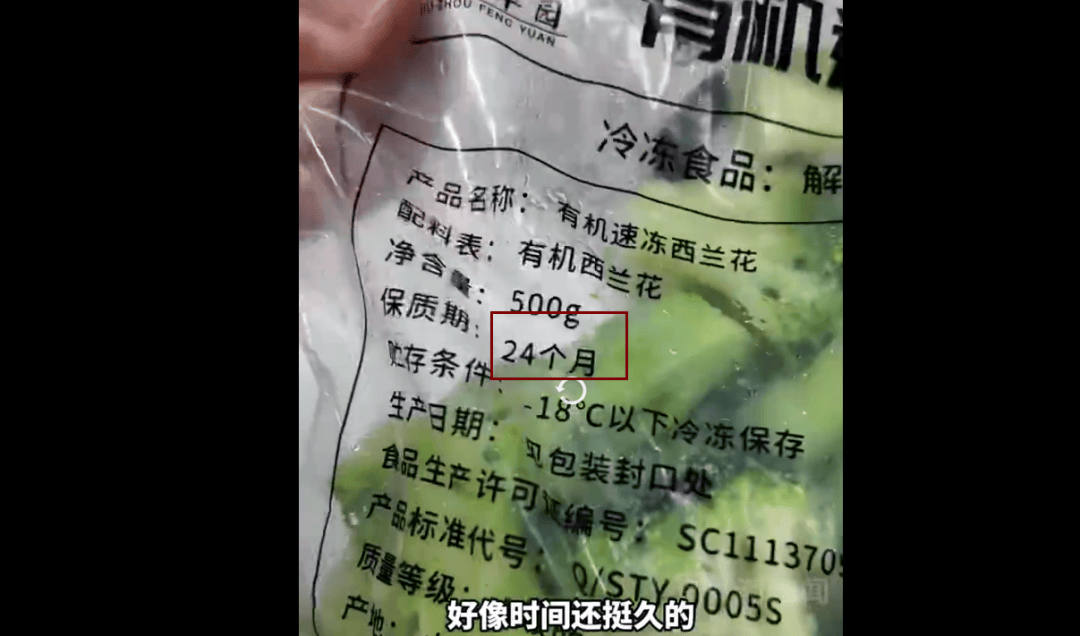 JIUZHOU FENG YUAN
有机
冷冻食品：解
产品名称：有机速冻西兰花
配料表：有机西兰花
净含量：500g
保质期：24个月
贮存条件：-18℃以下冷冻保存
生产日期：见包装封口处
食品生产许可证编号：SC1113709
产品标准代号：Q/STY 0005S
质量等级：
产地：
好像时间还挺久的